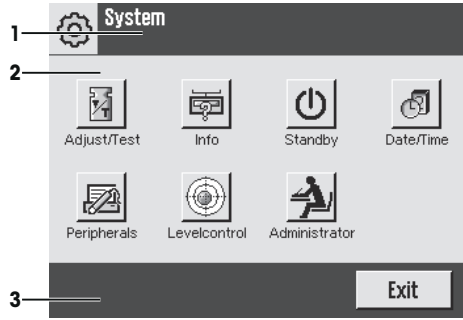 System
1
2
Adjust/Test Info Standby Date/Time
Peripherals Levelcontrol Administrator
3
Exit